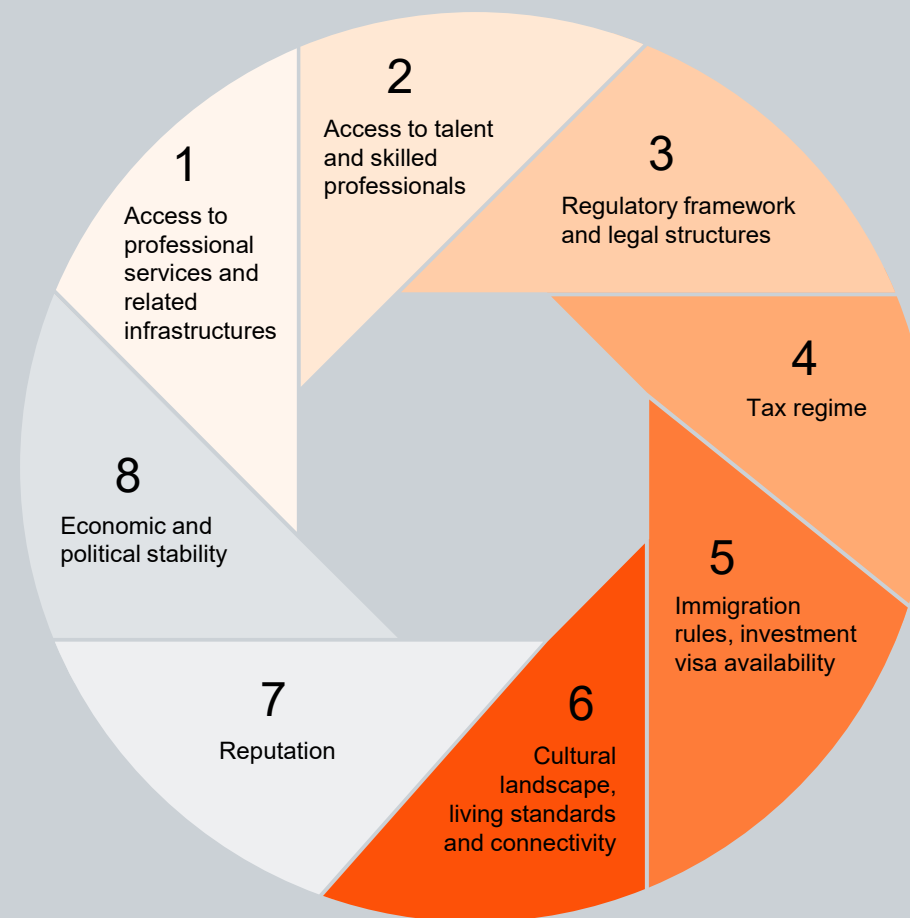 1
Access to
professional
services and
related
infrastructures
2
Access to talent
and skilled
professionals
3
Regulatory framework
and legal structures
4
Tax regime
5
Immigration
rules, investment
visa availability
6
Cultural
landscape,
living standards
and connectivity
7
Reputation
8
Economic and
political stability